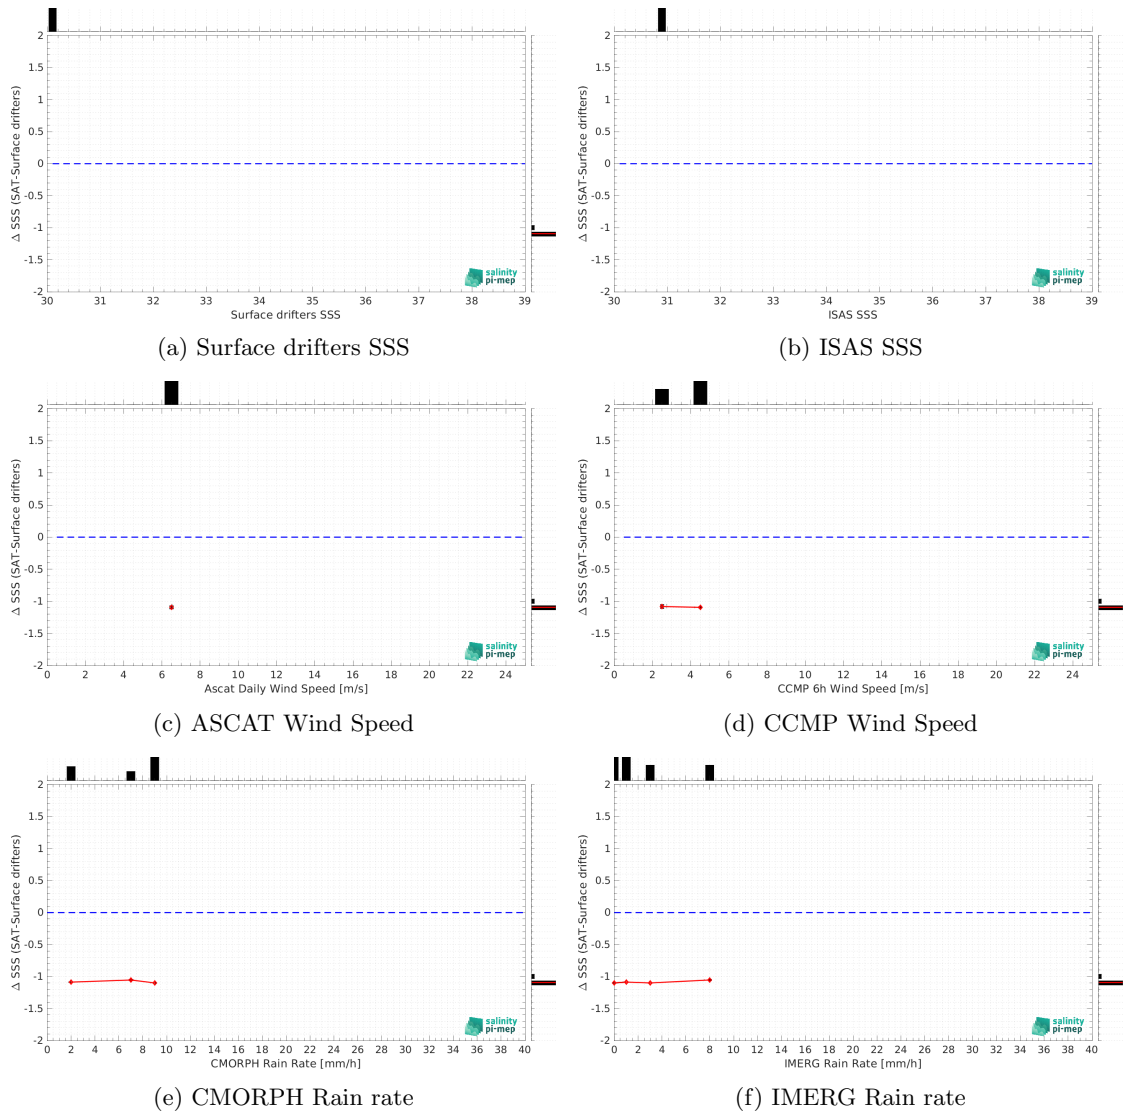 2
1.5
1
0.5
0
-0.5
-1
-1.5
-2
Δ SSS (SAT-Surface drifters)
salinity
pi-mep
30 31 32 33 34 35 36 37 38 39
Surface drifters SSS
(a) Surface drifters SSS
2
1.5
1
0.5
0
-0.5
-1
-1.5
-2
Δ SSS (SAT-Surface drifters)
salinity
pi-mep
30 31 32 33 34 35 36 37 38 39
ISAS SSS
(b) ISAS SSS
2
1.5
1
0.5
0
-0.5
-1
-1.5
-2
Δ SSS (SAT-Surface drifters)
salinity
pi-mep
0 2 4 6 8 10 12 14 16 18 20 22 24
Ascat Daily Wind Speed [m/s]
(c) ASCAT Wind Speed
2
1.5
1
0.5
0
-0.5
-1
-1.5
-2
Δ SSS (SAT-Surface drifters)
salinity
pi-mep
0 2 4 6 8 10 12 14 16 18 20 22 24
CCMP 6h Wind Speed [m/s]
(d) CCMP Wind Speed
2
1.5
1
0.5
0
-0.5
-1
-1.5
-2
Δ SSS (SAT-Surface drifters)
salinity
pi-mep
0 2 4 6 8 10 12 14 16 18 20 22 24 26 28 30 32 34 36 38 40
CMORPH Rain Rate [mm/h]
(e) CMORPH Rain rate
2
1.5
1
0.5
0
-0.5
-1
-1.5
-2
Δ SSS (SAT-Surface drifters)
salinity
pi-mep
0 2 4 6 8 10 12 14 16 18 20 22 24 26 28 30 32 34 36 38 40
IMERG Rain Rate [mm/h]
(f) IMERG Rain rate